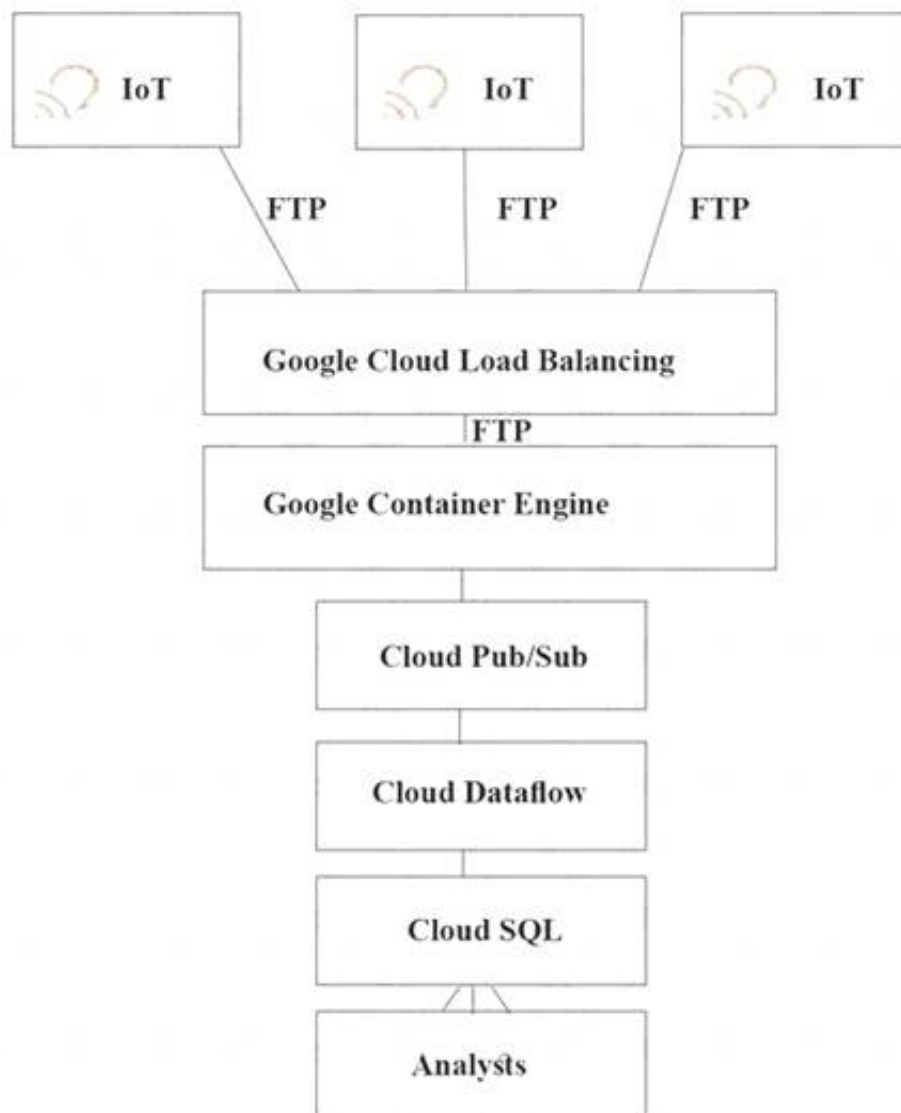 IoT IoT IoT
FTP FTP FTP
Google Cloud Load Balancing
FTP
Google Container Engine
Cloud Pub/Sub
Cloud Dataflow
Cloud SQL
Analysts